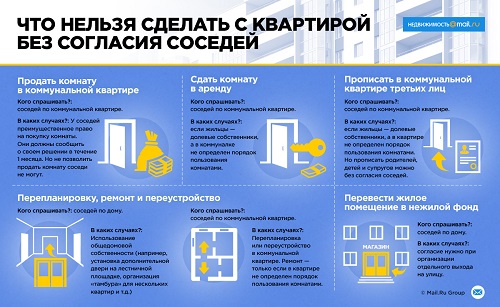 ЧТО НЕЛЬЗЯ СДЕЛАТЬ С КВАРТИРОЙ
БЕЗ СОГЛАСИЯ СОСЕДЕЙ
НЕДВИЖИМОСТЬ@mail.ru
Продать комнату
в коммунальной квартире
Кого спрашивать?:
соседей по коммунальной квартире.
В каких случаях?: У соседей
преимущественное право
на покупку комнаты.
Они должны сообщить
о своем решении в течение
1 месяца. Но не позволить
продать комнату соседи
не могут.
Сдать комнату
в аренду
Кого спрашивать?:
соседей по коммунальной квартире.
В каких случаях?:
если жильцы —
долевые собственники,
а в коммуналке
не определен порядок
пользования
комнатами.
Прописать в коммунальной
квартире третьих лиц
Кого спрашивать?:
соседей по коммунальной квартире.
В каких случаях?:
если жильцы — долевые
собственники, а в квартире
не определен порядок
пользования комнатами.
Но прописать родителей,
детей и супругов можно
без согласия соседей.
Перепланировку, ремонт и переустройство
Кого спрашивать?: соседей по дому.
В каких случаях?:
Использование
общедомовой
собственности (например,
установка дополнительной
двери на лестничной
площадке, организация
«тамбура» для нескольких
квартир и т.д.)
Кого спрашивать?:
соседей по коммунальной квартире.
В каких случаях?:
Перепланировка
или переустройство
в коммунальной
квартире. Ремонт —
только если в квартире
не определен порядок
пользования комнатами.
Перевести жилое
помещение в нежилой фонд
Кого спрашивать?:
соседей по дому.
В каких случаях?:
согласие нужно при
организации
отдельного выхода
на улицу.
МАГАЗИН
© Mail.Ru Group